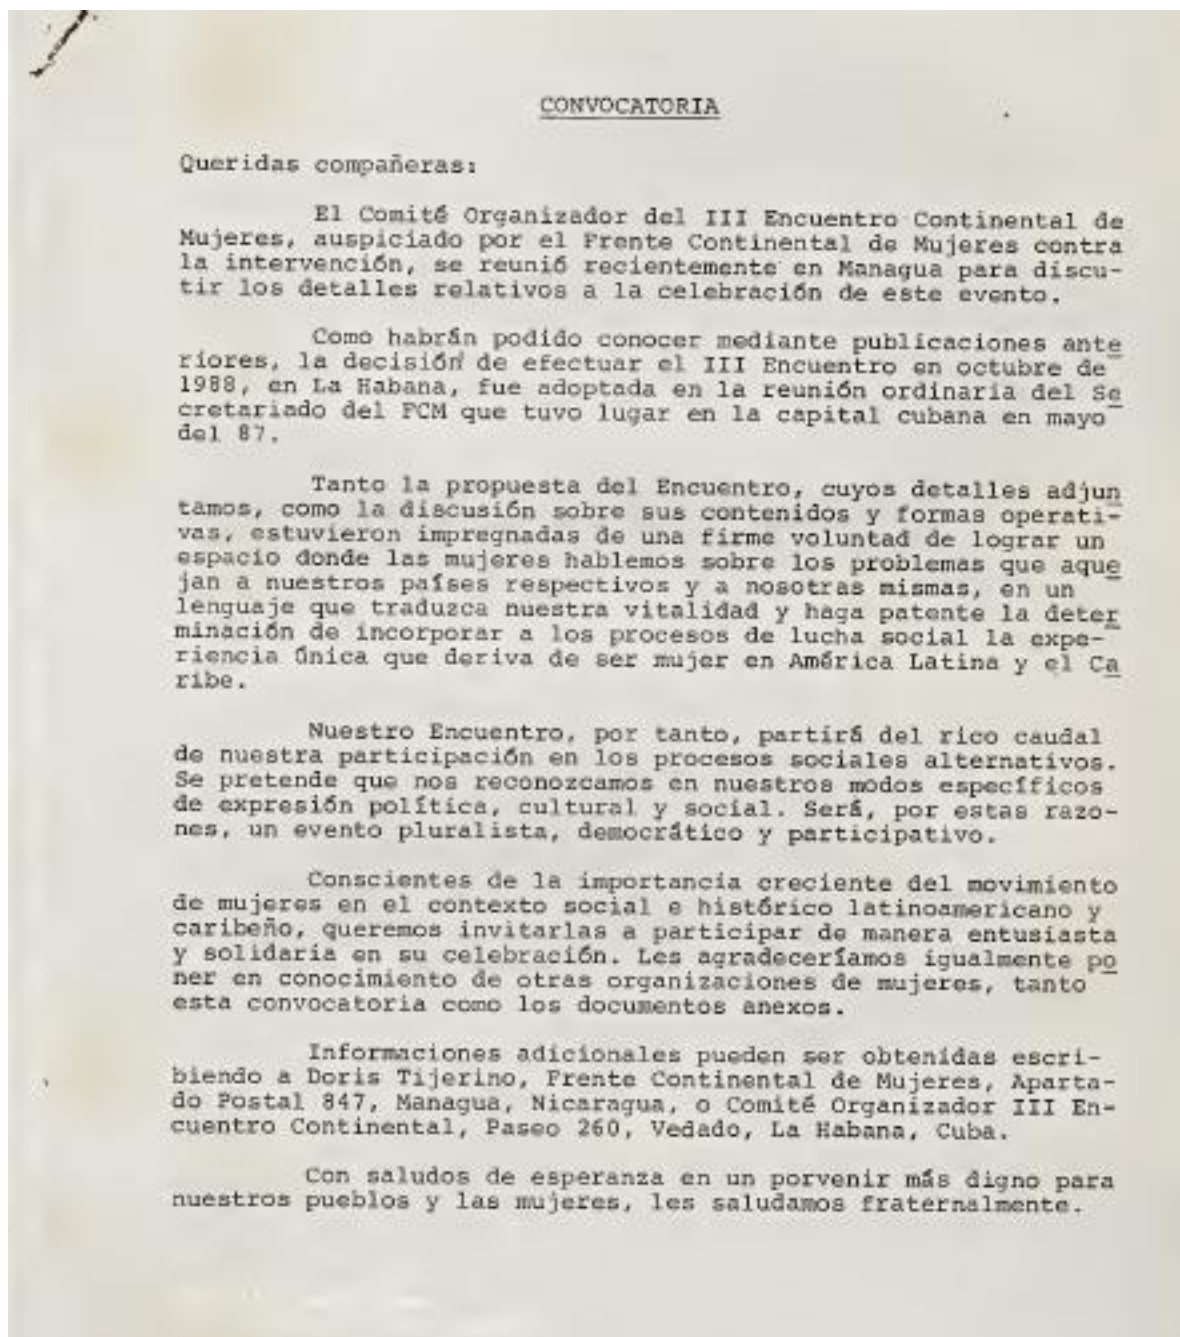 CONVOCATORIA
Queridas compañeras:
El Comité Organizador del III Encuentro Continental de
Mujeres, auspiciado por el Frente Continental de Mujeres contra
la intervención, se reunió recientemente en Managua para discu-
tir los detalles relativos a la celebración de este evento.
Como habrán podido conocer mediante publicaciones ante
riores, la decisión de efectuar el III Encuentro en octubre de
1988, en La Habana, fue adoptada en la reunión ordinaria del Se
cretariado del FCM que tuvo lugar en la capital cubana en mayo
del 87.
Tanto la propuesta del Encuentro, cuyos detalles adjun
tamos, como la discusión sobre sus contenidos y formas operati-
vas, estuvieron impregnadas de una firme voluntad de lograr un
espacio donde las mujeres hablemos sobre los problemas que aque
jan a nuestros países respectivos y a nosotras mismas, en un
lenguaje que traduzca nuestra vitalidad y haga patente la deter
minación de incorporar a los procesos de lucha social la expe-
riencia única que deriva de ser mujer en América Latina y el Ca
ribe.
Nuestro Encuentro, por tanto, partirá del rico caudal
de nuestra participación en los procesos sociales alternativos.
Se pretende que nos reconozcamos en nuestros modos específicos
de expresión política, cultural y social. Será, por estas razo-
nes, un evento pluralista, democrático y participativo.
Conscientes de la importancia creciente del movimiento
de mujeres en el contexto social e histórico latinoamericano y
caribeño, queremos invitarlas a participar de manera entusiasta
y solidaria en su celebración. Les agradeceríamos igualmente po
ner en conocimiento de otras organizaciones de mujeres, tanto
esta convocatoria como los documentos anexos.
Informaciones adicionales pueden ser obtenidas escri-
biendo a Doris Tijerino, Frente Continental de Mujeres, Aparta-
do Postal 847, Managua, Nicaragua, o Comité Organizador III En-
cuentro Continental, Paseo 260, Vedado, La Habana, Cuba.
Con saludos de esperanza en un porvenir más digno para
nuestros pueblos y las mujeres, les saludamos fraternalmente.